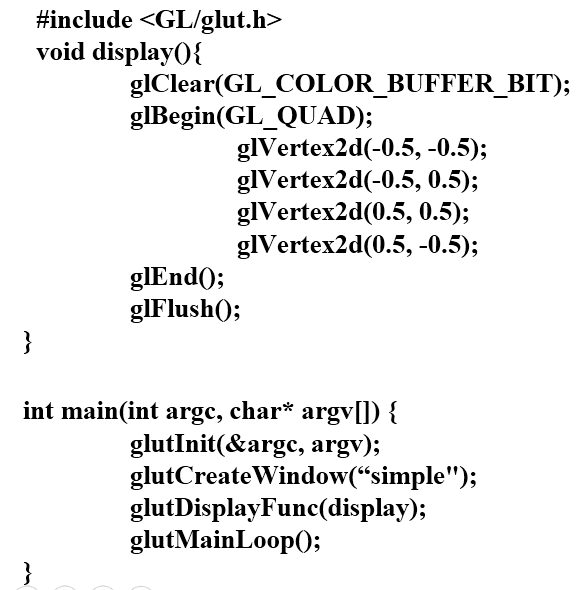 #include <GL/glut.h>
void display(){
glClear(GL_COLOR_BUFFER_BIT);
glBegin(GL_QUAD);
glVertex2d(-0.5, -0.5);
glVertex2d(-0.5, 0.5);
glVertex2d(0.5, 0.5);
glVertex2d(0.5, -0.5);
glEnd();
glFlush();
}
int main(int argc, char* argv[]) {
glutInit(&argc, argv);
glutCreateWindow(“simple");
glutDisplayFunc(display);
glutMainLoop();
}